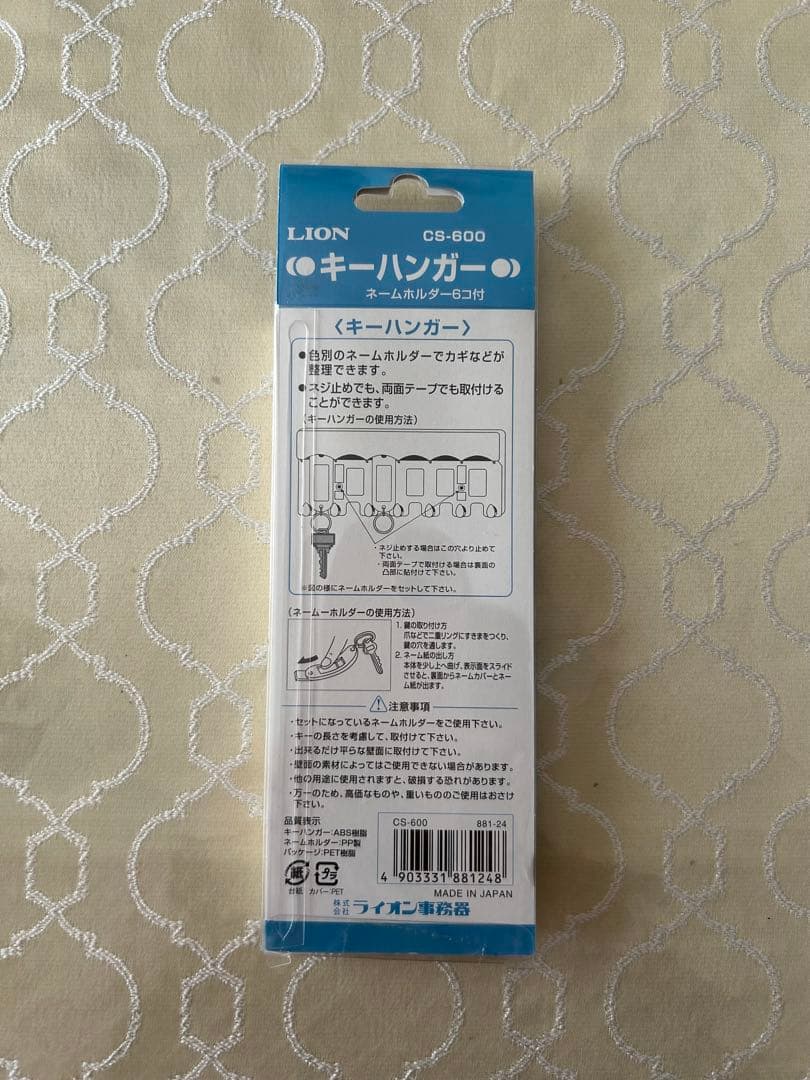 LION CS-600
キーハンガー
ネームホルダー6コ付
〈キーハンガー〉
●色別のネームホルダーでカギなどが
整理できます。
●ネジ止めでも、両面テープでも取付ける
ことができます。
（キーハンガーの使用方法）
・ネジ止めする場合はこの穴より止めて
下さい。
・両面テープで取付ける場合は裏面の
凸部に貼付けて下さい。
※図の様にネームホルダーをセットして下さい。
（ネームーホルダーの使用方法）
1. 鍵の取り付け方
爪などで二重リングにすきまをつくり、
鍵の穴を通します。
2. ネーム紙の出し方
本体を少し上へ曲げ、表示面をスライド
させると、裏面からネームカバーとネー
ム紙が出ます。
注意事項
・セットになっているネームホルダーをご使用下さい。
・キーの長さを考慮して、取付けて下さい。
・出来るだけ平らな壁面に取付けて下さい。
・壁面の素材によってはご使用できない場合があります。
・他の用途に使用されますと、破損する恐れがあります。
・万一のため、高価なものや、重いもののご使用はおさけ
下さい。
品質表示
キーハンガー:ABS樹脂
ネームホルダー:PP製
パッケージ:PET樹脂
紙 プラ
台紙 カバー:PET
CS-600 881-24
4 903331 881248
MADE IN JAPAN
株式会社 ライオン事務器